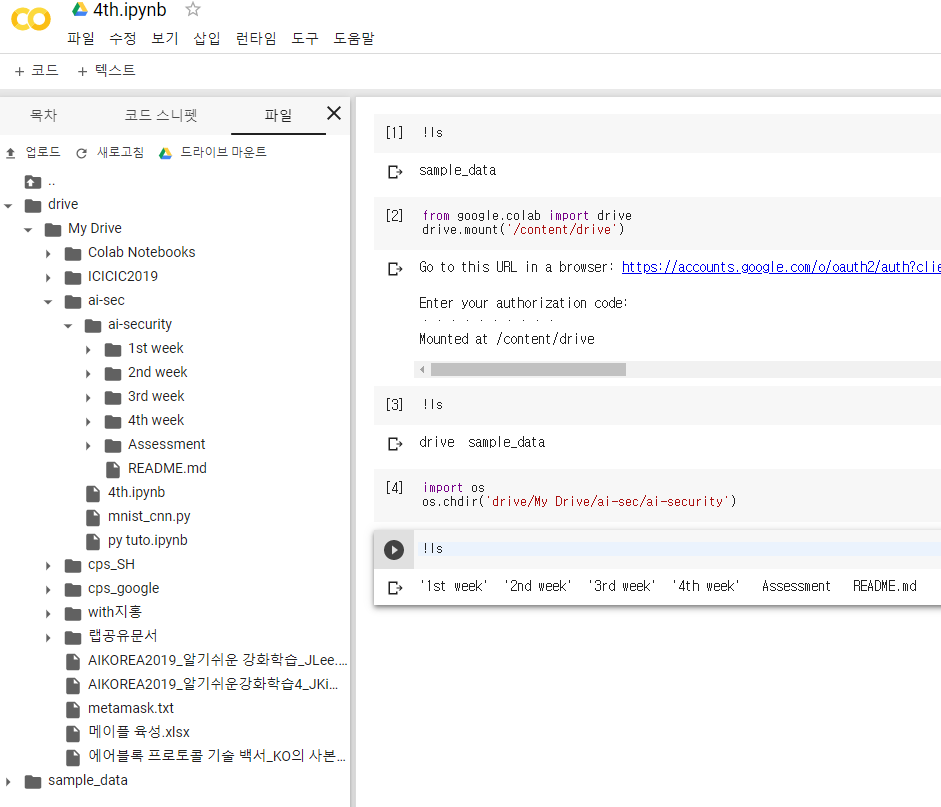 4th.ipynb
파일 수정 보기 삽입 런타임 도구 도움말
+ 코드 + 텍스트
목차 코드 스니펫 파일
업로드 새로고침 드라이브 마운트
..
drive
My Drive
Colab Notebooks
ICICIC2019
ai-sec
ai-security
1st week
2nd week
3rd week
4th week
Assessment
README.md
4th.ipynb
mnist_cnn.py
py tuto.ipynb
cps_SH
cps_google
with지홍
랩공유문서
AIKOREA2019_알기쉬운 강화학습_JLee....
AIKOREA2019_알기쉬운강화학습4_JKi...
metamask.txt
메이플 육성.xlsx
에어블록 프로토콜 기술 백서_KO의 사본...
sample_data
[1] !ls
sample_data
[2] from google.colab import drive
drive.mount('/content/drive')
Go to this URL in a browser: https://accounts.google.com/o/oauth2/auth?clie
Enter your authorization code:
· · · · · · · · · ·
Mounted at /content/drive
[3] !ls
drive sample_data
[4] import os
os.chdir('drive/My Drive/ai-sec/ai-security')
!ls
'1st week' '2nd week' '3rd week' '4th week' Assessment README.md